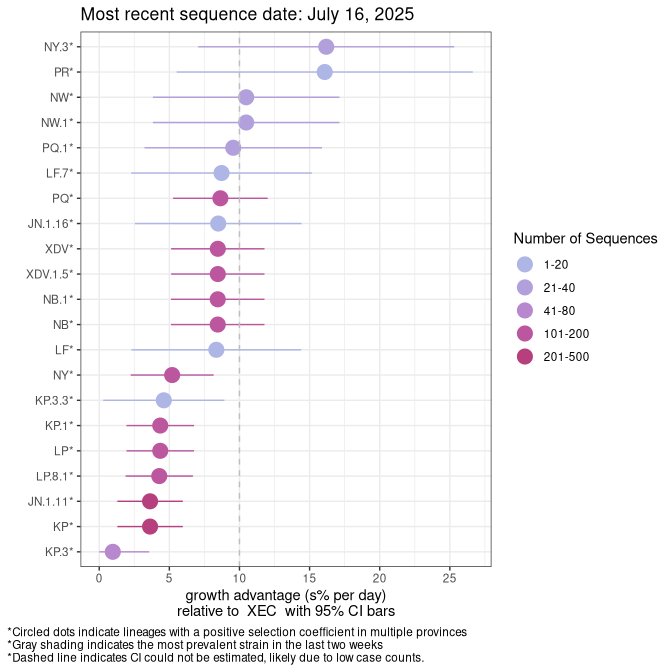 Most recent sequence date: July 16, 2025
NY.3*
PR*
NW*
NW.1*
PQ.1*
LF.7*
PQ*
JN.1.16*
XDV*
XDV.1.5*
NB.1*
NB*
LF*
NY*
KP.3.3*
KP.1*
LP*
LP.8.1*
JN.1.11*
KP*
KP.3*
0 5 10 15 20 25
growth advantage (s% per day)
relative to XEC with 95% CI bars
Number of Sequences
1-20
21-40
41-80
101-200
201-500
*Circled dots indicate lineages with a positive selection coefficient in multiple provinces
*Gray shading indicates the most prevalent strain in the last two weeks
*Dashed line indicates CI could not be estimated, likely due to low case counts.